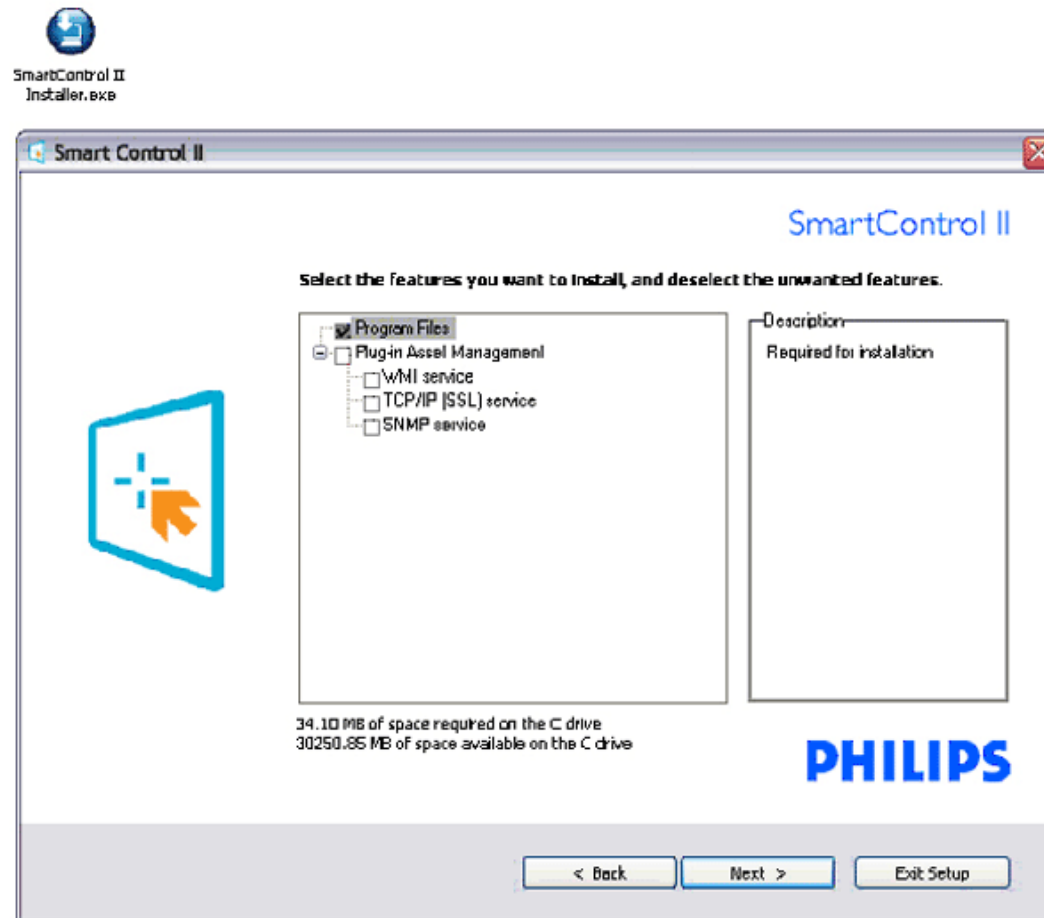 SmartControl II
Installer.exe
Smart Control II
SmartControl II
Select the features you want to install, and deselect the unwanted features.
Program Files
Plug-in Asset Management
WMI service
TCP/IP (SSL) service
SNMP service
Description
Required for installation
34.10 MB of space required on the C drive
30250.85 MB of space available on the C drive
PHILIPS
< Back
Next >
Exit Setup